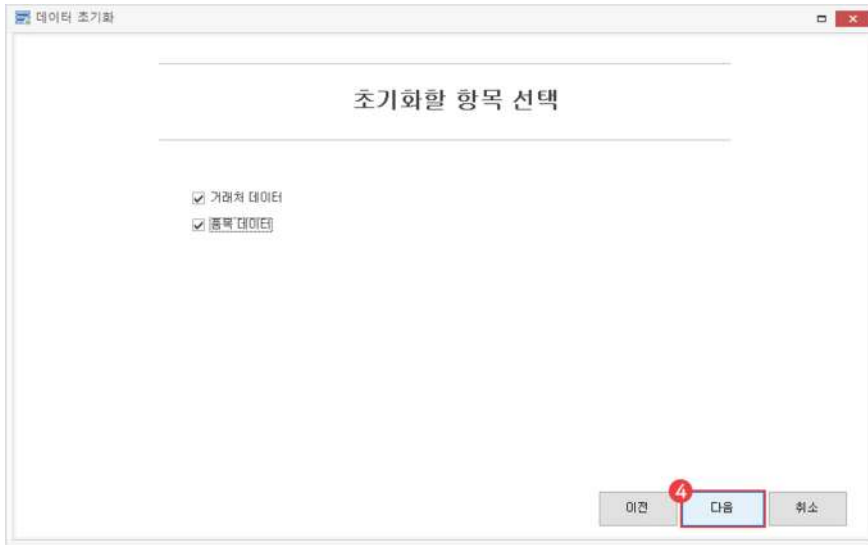 데이터 초기화
초기화할 항목 선택
거래처 데이터
품목 데이터
4
이전 다음 취소